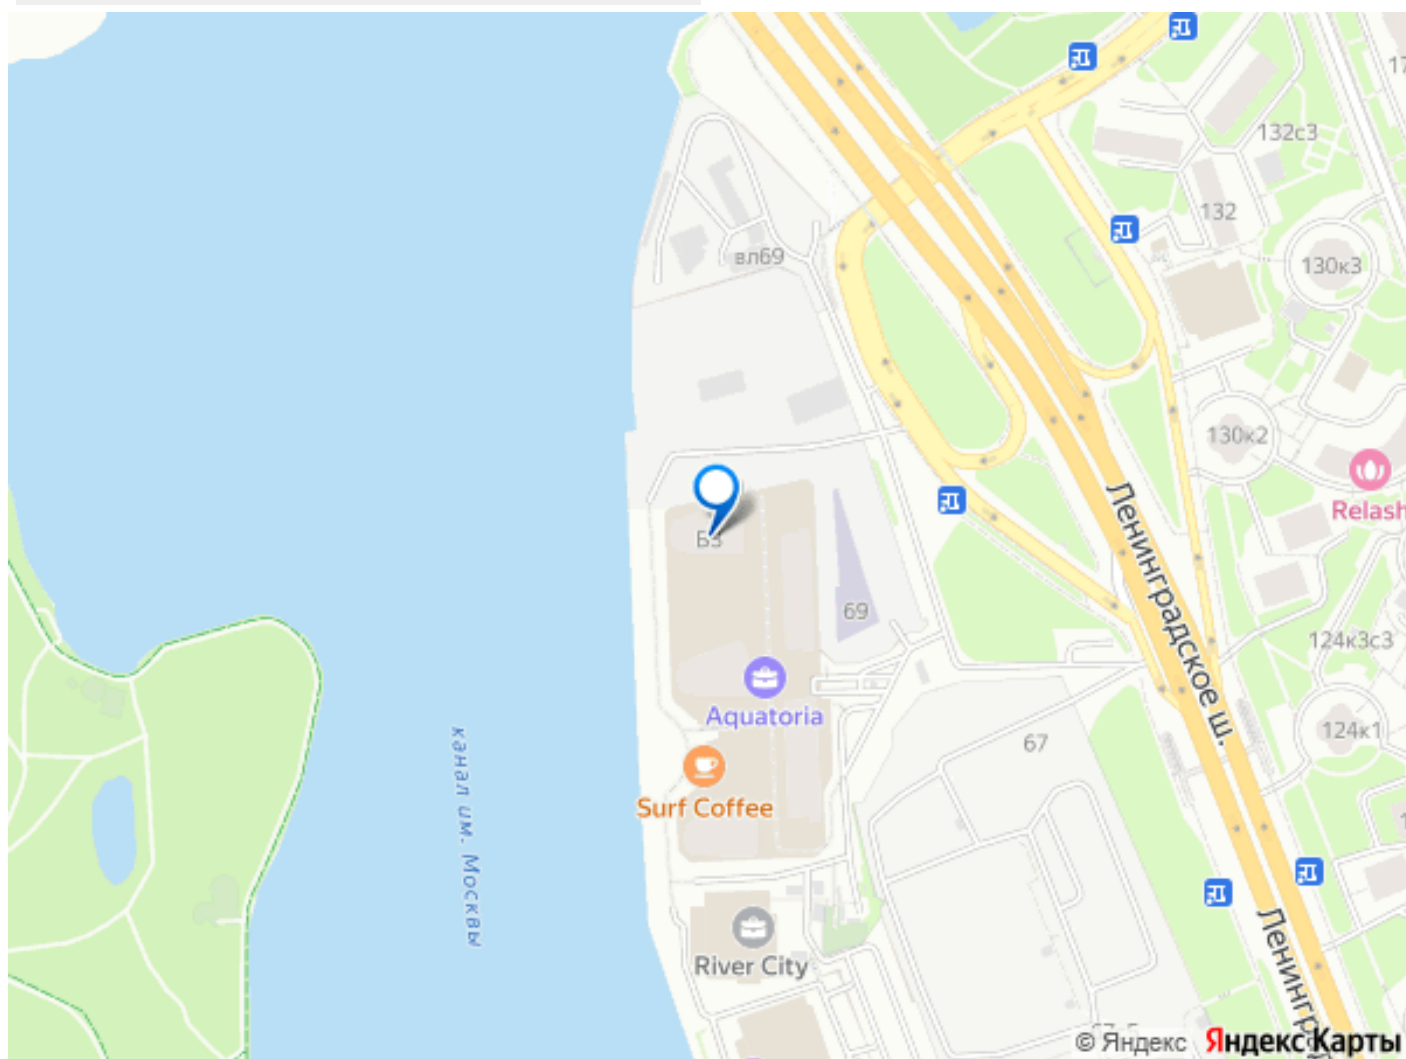 132с3
132
вл69
130к3
130к2
Relash
Б3
69
Ленинградское ш.
124к3с3
Aquatoria
67
124к1
канал им. Москвы
Surf Coffee
River City
© Яндекс Яндекс Карты